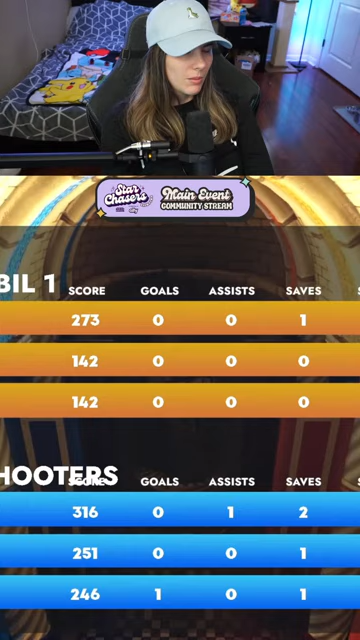 Star Chasers
Main Event
COMMUNITY STREAM
BIL 1 SCORE GOALS ASSISTS SAVES
273 0 0 1
142 0 0 0
142 0 0 0
HOOTERS SCORE GOALS ASSISTS SAVES
316 0 1 2
251 0 0 1
246 1 0 1